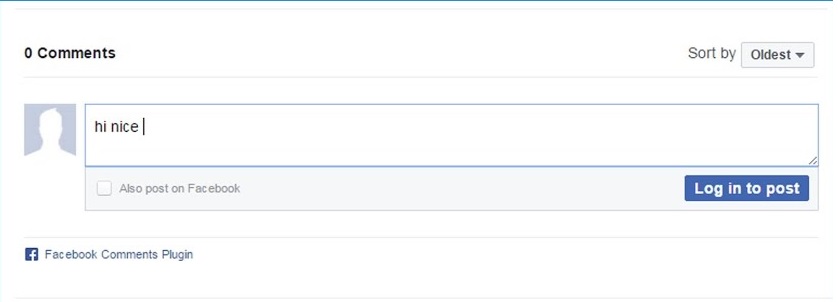 0 Comments
Sort by Oldest
hi nice
Also post on Facebook
Log in to post
Facebook Comments Plugin